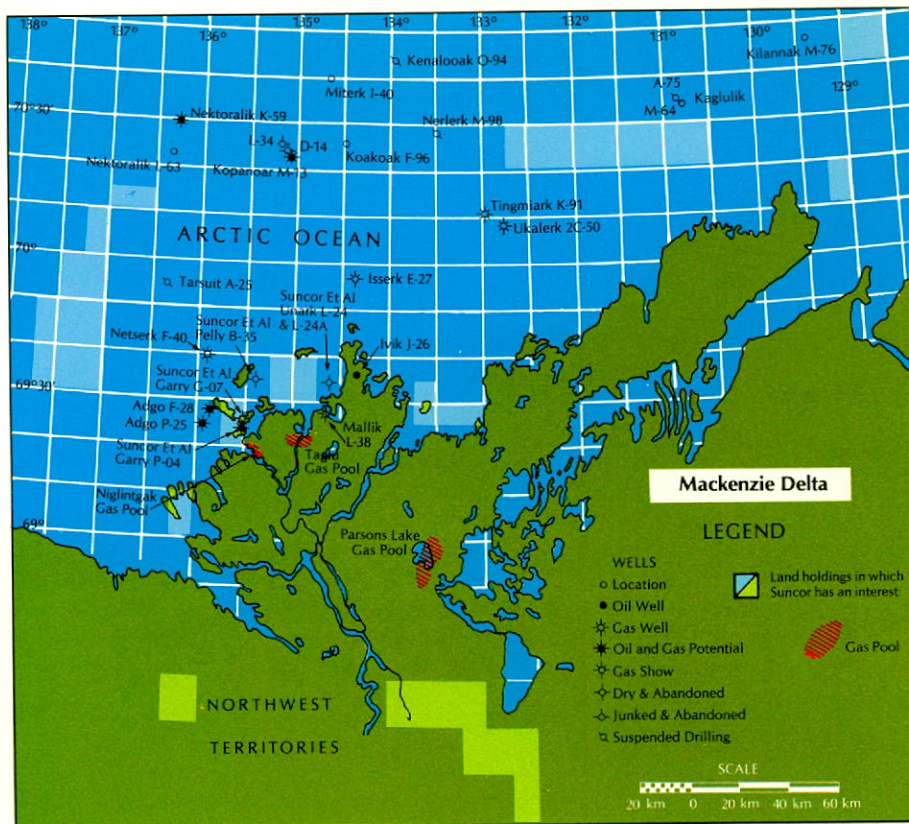 138° 137° 136° 135° 134° 133° 132° 131° 130° 129°
Kilannak M-76
Kenalooak O-94
Miterk J-40
A-75
M-64
Kaglulik
70°30'
Nektoralik K-59
Nerlerk M-98
L-34
D-14
Nektoralik L-63
Kopanoar M-13
Koakoak F-96
Tingmiark K-91
Ukalerk 2C-50
ARCTIC OCEAN
70°
Tarsuit A-25
Isserk E-27
Suncor Et Al
Unark L-24
& L-24A
Suncor Et Al
Pelly B-35
Netserk F-40
Ivik J-26
Suncor Et Al
Garry G-07
69°30'
Adgo F-28
Adgo P-25
Suncor Et Al
Garry P-04
Mallik
L-38
Taglu
Gas Pool
Niglintgak
Gas Pool
69°
Parsons Lake
Gas Pool
NORTHWEST
TERRITORIES
Mackenzie Delta
LEGEND
WELLS
Location
Oil Well
Gas Well
Oil and Gas Potential
Gas Show
Dry & Abandoned
Junked & Abandoned
Suspended Drilling
Land holdings in which
Suncor has an interest
Gas Pool
SCALE
20 km 0 20 km 40 km 60 km